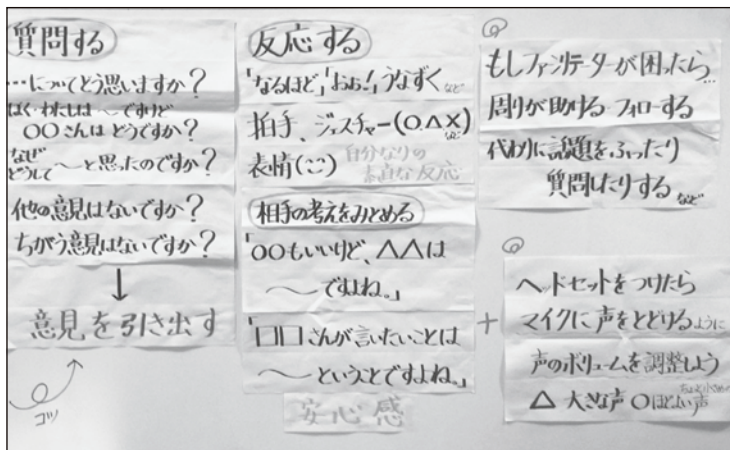 質問する
…についてどう思いますか?
ぼく・わたしは 〜ですけど
〇〇さんは どうですか?
なぜ
どうして 〜と思ったのですか?
他の意見はないですか?
ちがう意見はないですか?
↓
意見を引き出す
コツ
反応する
「なるほど」「おぉ!」うなずく など
拍手、ジェスチャー(〇△✕) など
表情(ごご) 自分なりの
素直な反応
相手の考えをみとめる
「〇〇もいいけど、△△は
〜ですよね。」
「□□さんが言いたいことは
〜ということですよね。」
安心感
もしファシリテーターが困ったら…
周りが助ける フォローする
代わりに話題をふったり
質問したりする など
+
ヘッドセットをつけたら
マイクに声をとどけるように
声のボリュームを調整しよう
△ 大きな声 〇ほどよい声